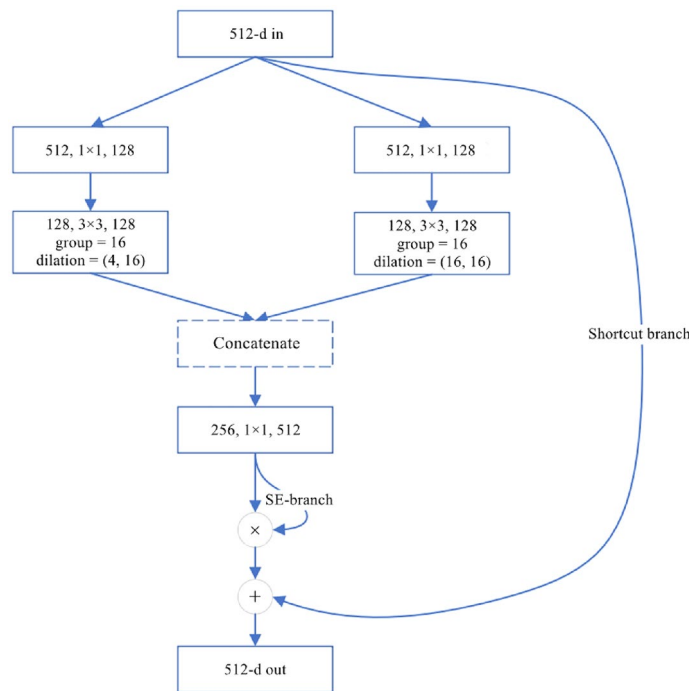 512-d in
512, 1×1, 128
512, 1×1, 128
128, 3×3, 128
group = 16
dilation = (4, 16)
128, 3×3, 128
group = 16
dilation = (16, 16)
Shortcut branch
Concatenate
256, 1×1, 512
SE-branch
×
+
512-d out